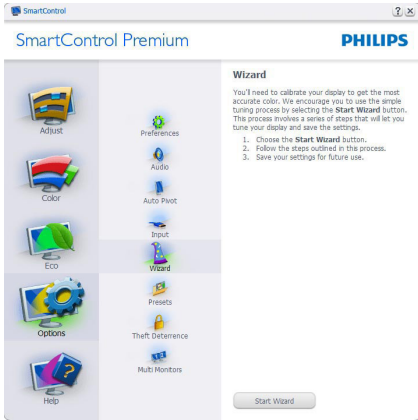 SmartControl
SmartControl Premium
PHILIPS
Adjust
Color
Eco
Options
Help
Preferences
Audio
Auto Pivot
Input
Wizard
Presets
Theft Deterrence
Multi Monitors
Wizard
You'll need to calibrate your display to get the most
accurate color. We encourage you to use the simple
tuning process by selecting the Start Wizard button.
This process involves a series of steps that will let you
tune your display and save the settings.
1. Choose the Start Wizard button.
2. Follow the steps outlined in this process.
3. Save your settings for future use.
Start Wizard